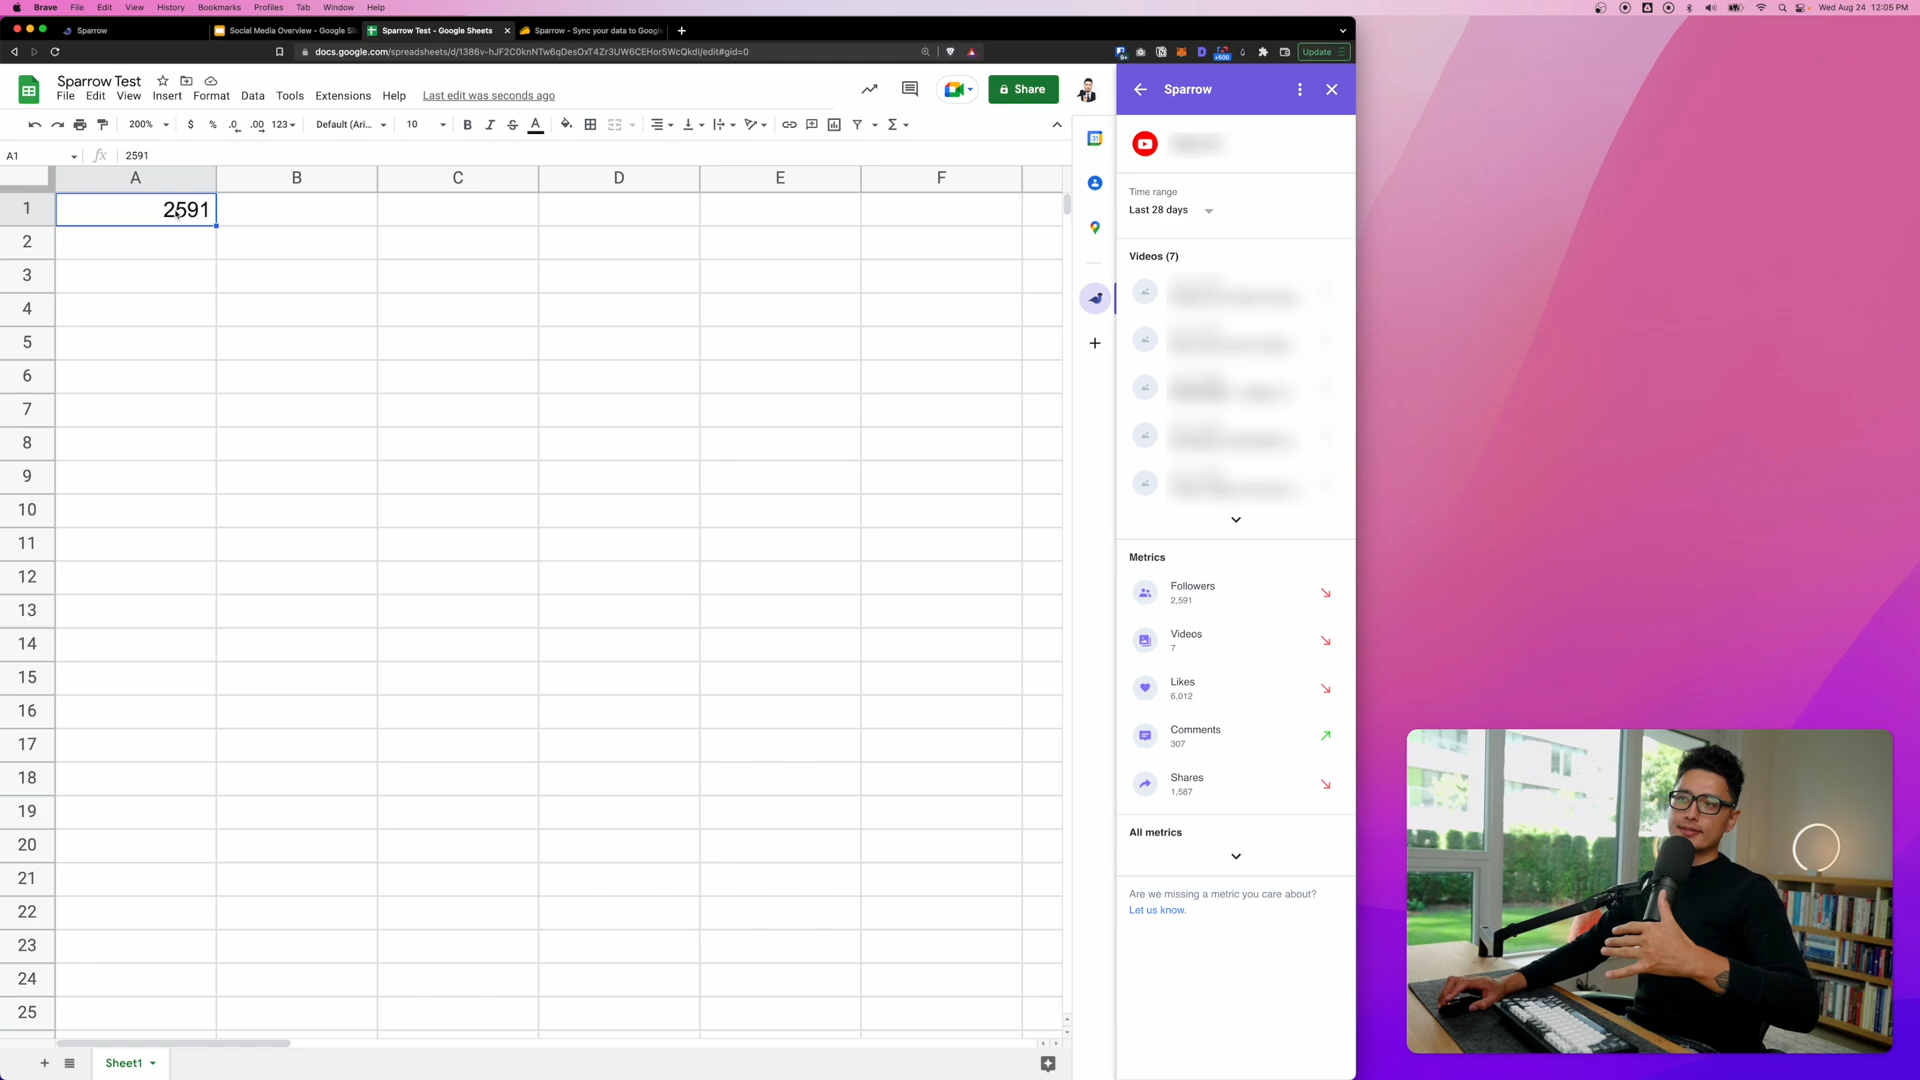 Brave File Edit View History Bookmarks Profiles Tab Window Help
Wed Aug 24 12:05 PM
Sparrow
Social Media Overview - Google Sli
Sparrow Test - Google Sheets
Sparrow - Sync your data to Googl
docs.google.com/spreadsheets/d/1386v-hJF2C0knNTw6qDesOxT4Zr3UW6CEHor5WcQkdI/edit#gid=0
9+
+600
Update
Sparrow Test
File Edit View Insert Format Data Tools Extensions Help
Last edit was seconds ago
Share
200%
$ % .0 .00 123
Default (Ari...
10
B I S A
A1
fx 2591
A B C D E F
1 2591
2
3
4
5
6
7
8
9
10
11
12
13
14
15
16
17
18
19
20
21
22
23
24
25
Sheet1
31
Sparrow
Time range
Last 28 days
Videos (7)
Metrics
Followers
2,591
Videos
7
Likes
6,012
Comments
307
Shares
1,587
All metrics
Are we missing a metric you care about?
Let us know.